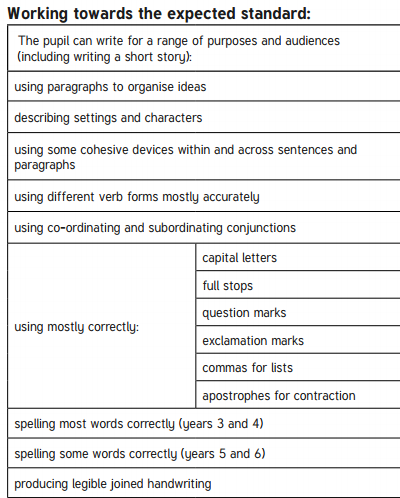 Working towards the expected standard:
The pupil can write for a range of purposes and audiences
(including writing a short story):
using paragraphs to organise ideas
describing settings and characters
using some cohesive devices within and across sentences and
paragraphs
using different verb forms mostly accurately
using co-ordinating and subordinating conjunctions
using mostly correctly:
capital letters
full stops
question marks
exclamation marks
commas for lists
apostrophes for contraction
spelling most words correctly (years 3 and 4)
spelling some words correctly (years 5 and 6)
producing legible joined handwriting